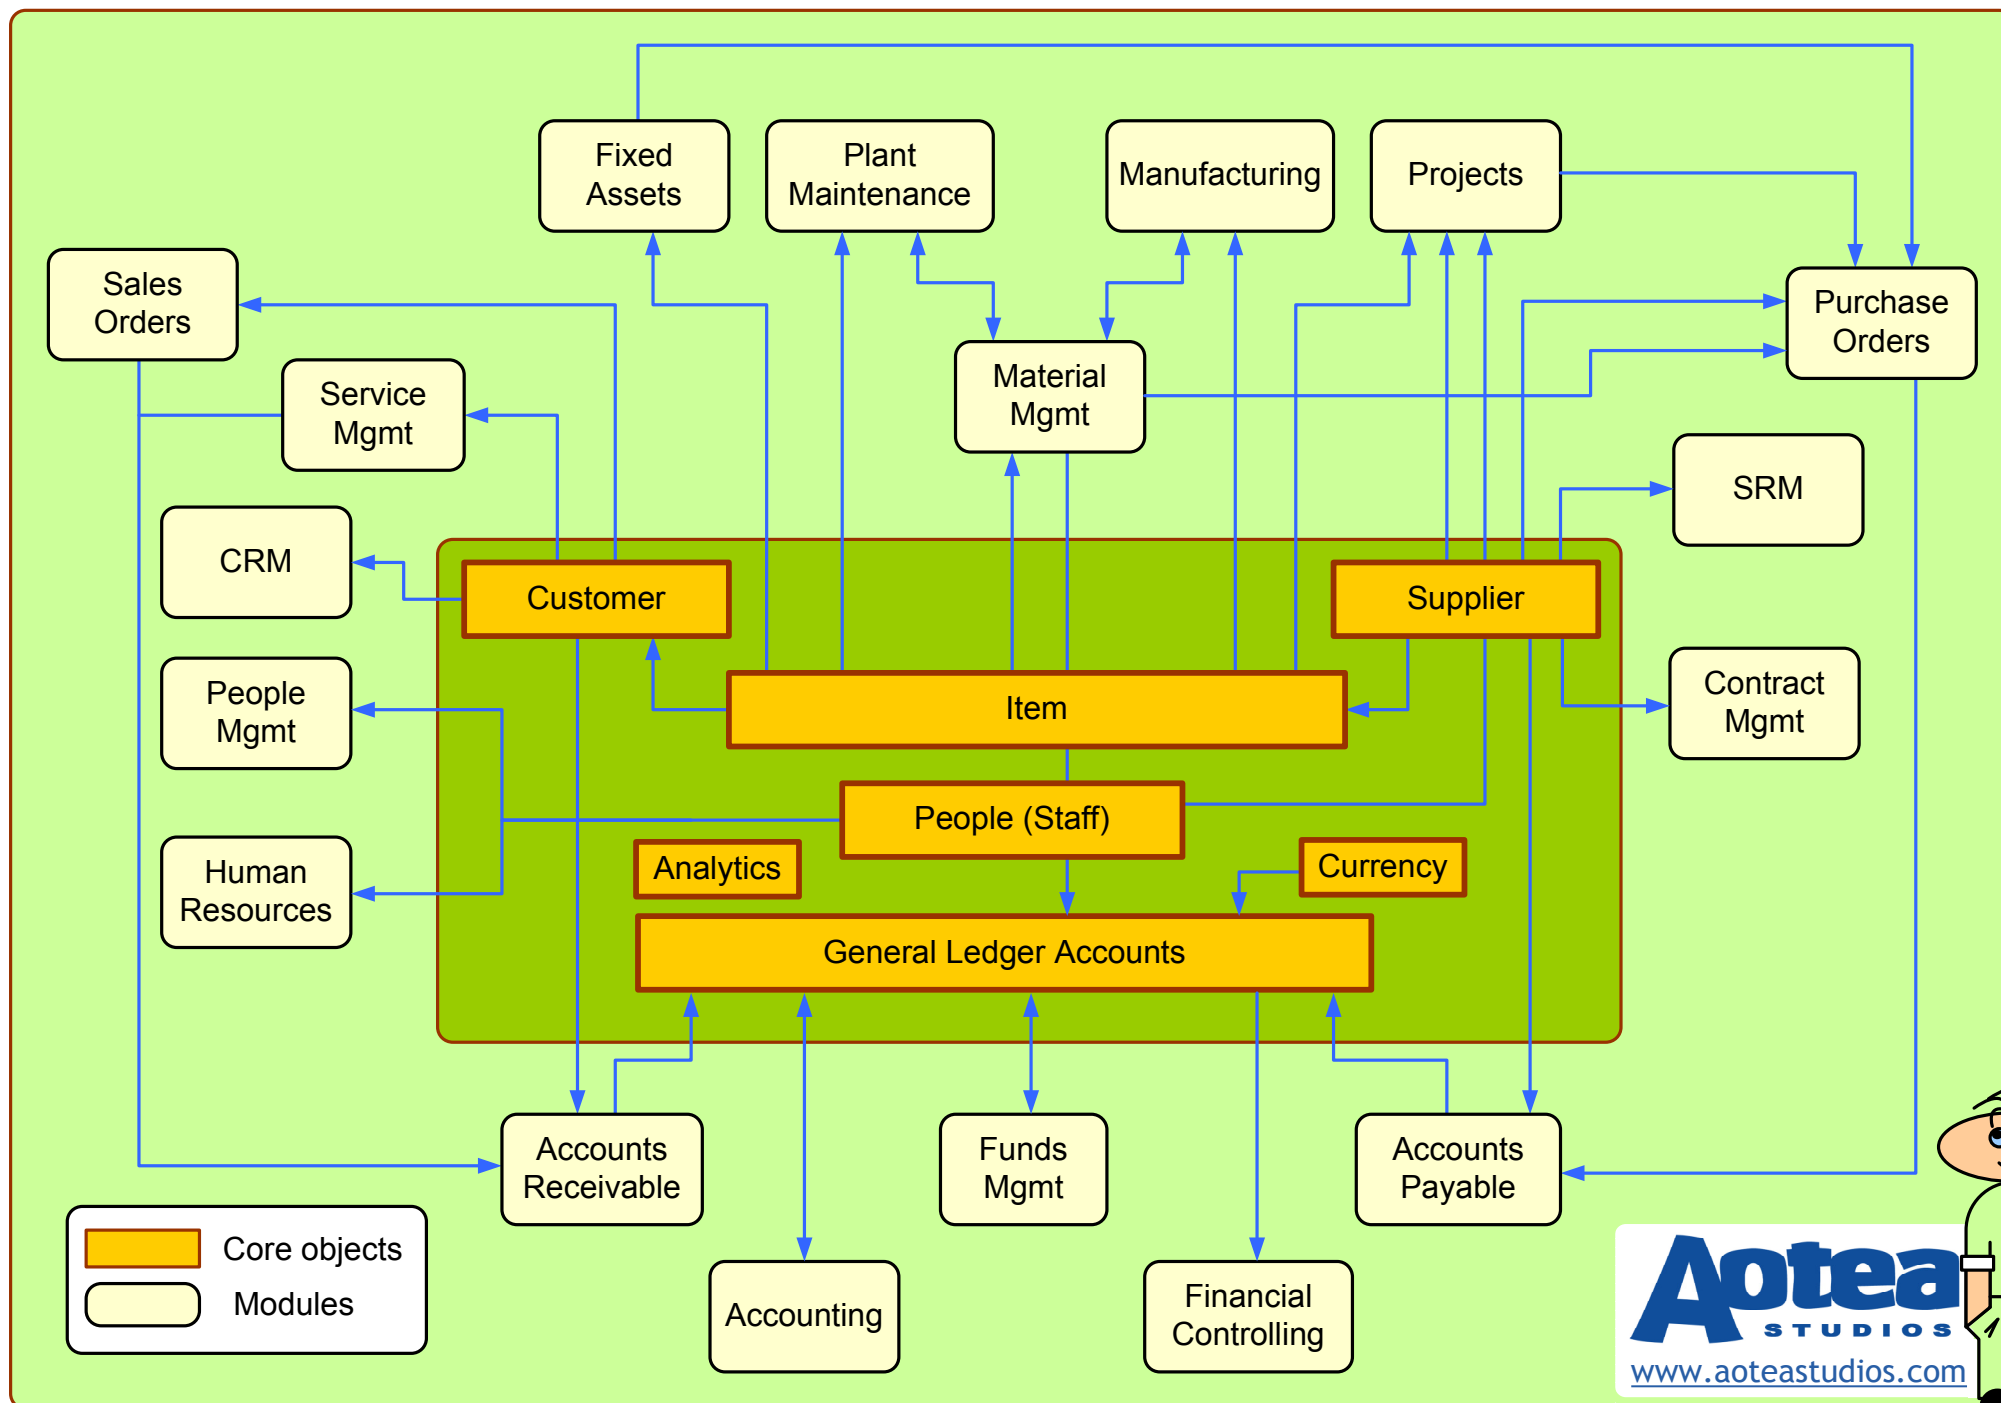 Fixed
Assets
Plant
Maintenance
Manufacturing
Projects
Sales
Orders
Purchase
Orders
Service
Mgmt
Material
Mgmt
SRM
CRM
Customer
Supplier
People
Mgmt
Item
Contract
Mgmt
People (Staff)
Human
Resources
Analytics
Currency
General Ledger Accounts
Accounts
Receivable
Funds
Mgmt
Accounts
Payable
Core objects
Modules
Accounting
Financial
Controlling
Aotea
STUDIOS
www.aoteastudios.com